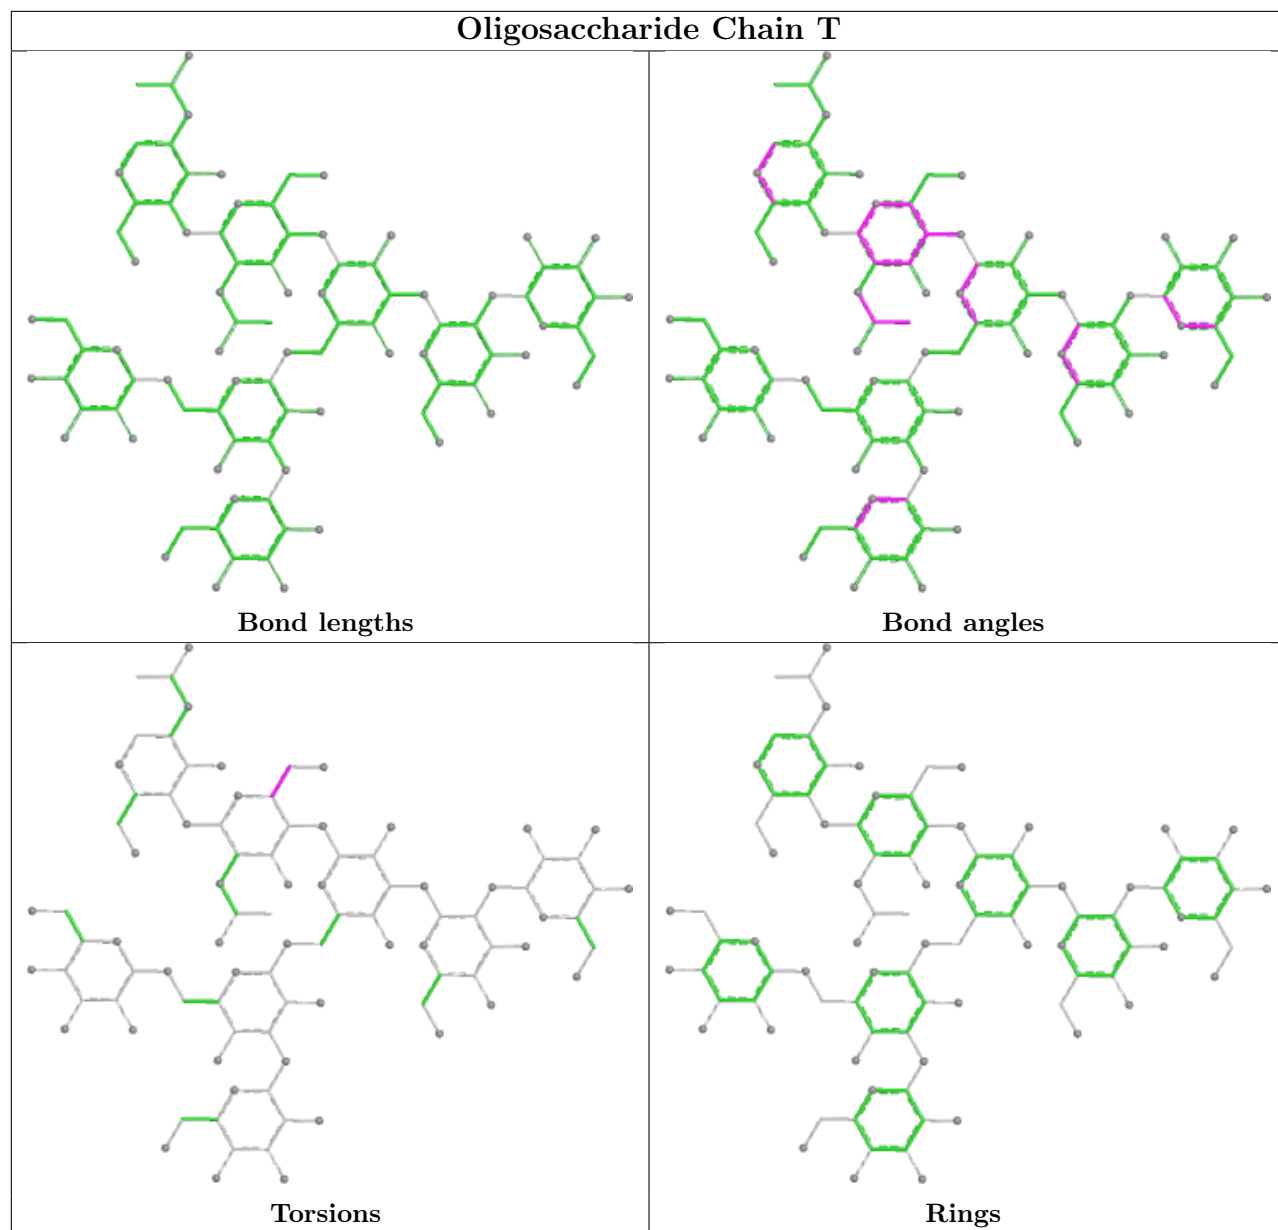 Oligosaccharide Chain T
Bond lengths
Bond angles
Torsions
Rings